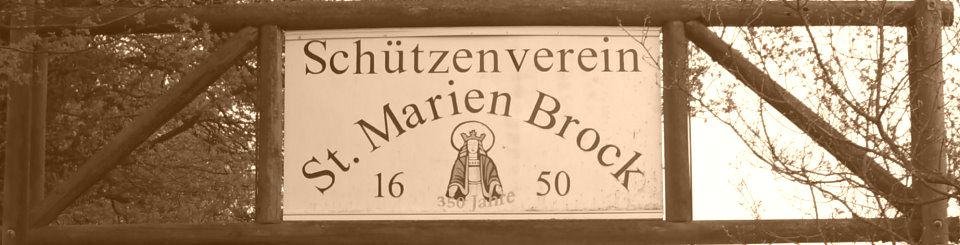 Schützenverein
St. Marien Brock
16 50
350 Jahre